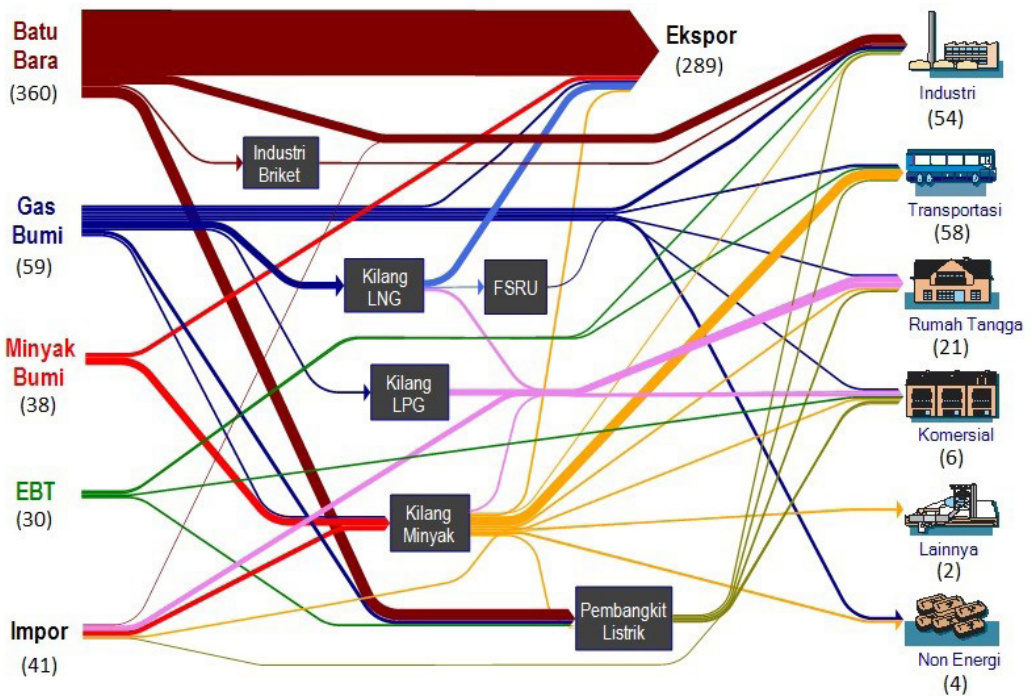 Batu
Bara
(360)
Ekspor
(289)
Industri
(54)
Industri
Briket
Gas
Bumi
(59)
Transportasi
(58)
Kilang
LNG
FSRU
Rumah Tangga
(21)
Minyak
Bumi
(38)
Kilang
LPG
Komersial
(6)
EBT
(30)
Kilang
Minyak
Lainnya
(2)
Impor
(41)
Pembangkit
Listrik
Non Energi
(4)